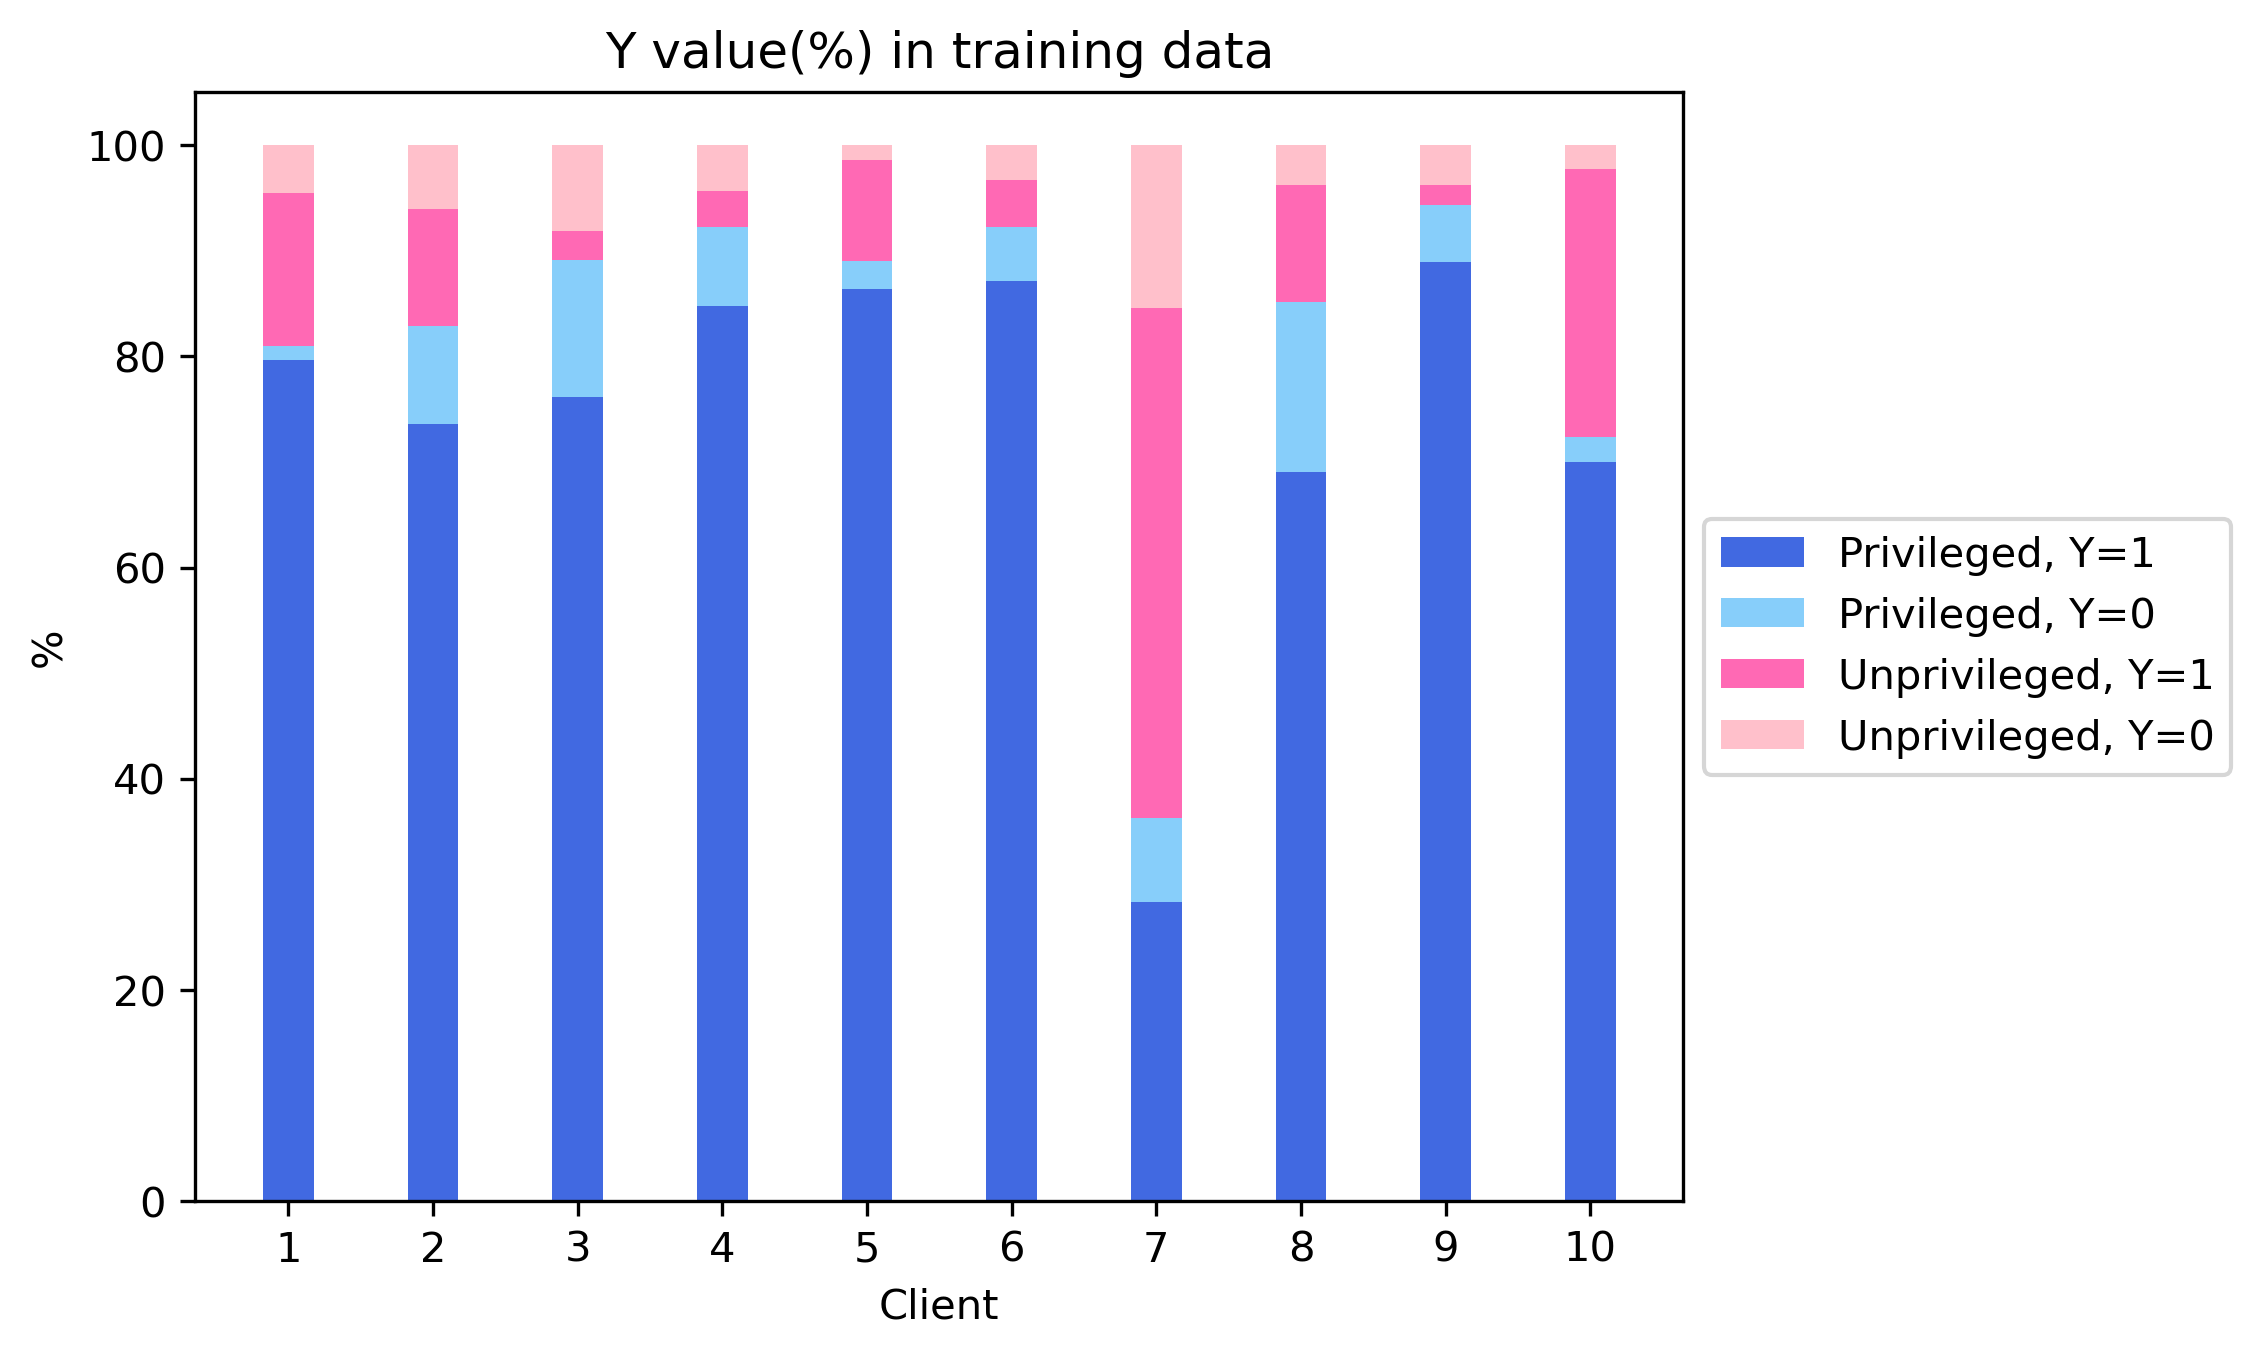 Y value(%) in training data
100
80
60
40
20
0
%
1 2 3 4 5 6 7 8 9 10
Client
Privileged, Y=1
Privileged, Y=0
Unprivileged, Y=1
Unprivileged, Y=0